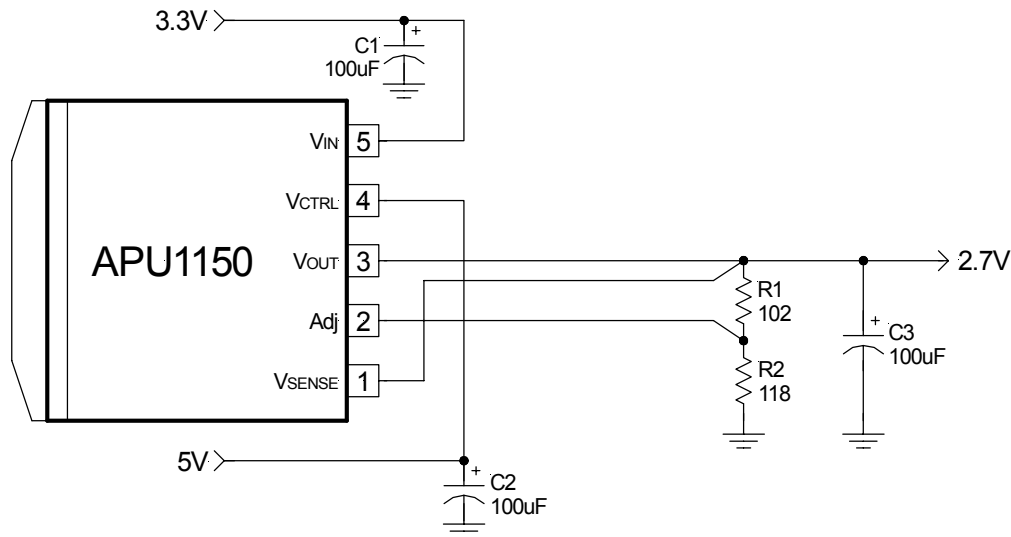 3.3V
C1
+
100uF
VIN 5
VCTRL 4
APU1150
VOUT 3
2.7V
R1
102
Adj 2
+
C3
100uF
R2
118
VSENSE 1
5V
+
C2
100uF